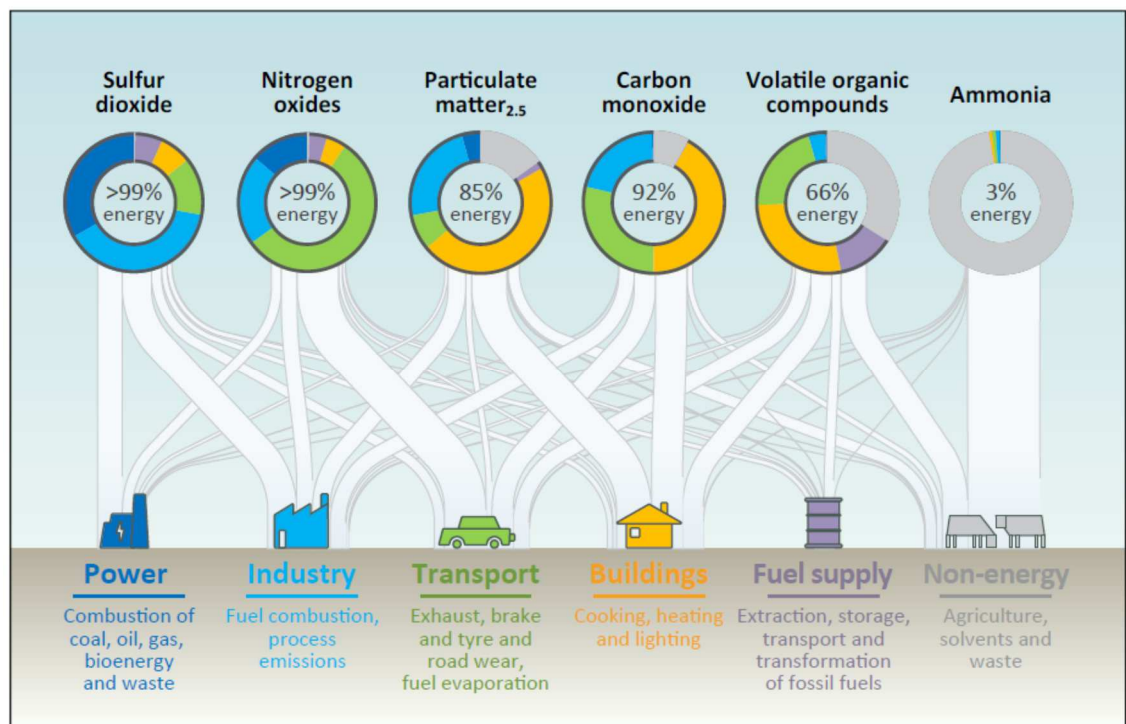 Sulfur
dioxide
Nitrogen
oxides
Particulate
matter2.5
Carbon
monoxide
Volatile organic
compounds
Ammonia
>99%
energy
>99%
energy
85%
energy
92%
energy
66%
energy
3%
energy
Power
Combustion of
coal, oil, gas,
bioenergy
and waste
Industry
Fuel combustion,
process
emissions
Transport
Exhaust, brake
and tyre and
road wear,
fuel evaporation
Buildings
Cooking, heating
and lighting
Fuel supply
Extraction, storage,
transport and
transformation
of fossil fuels
Non-energy
Agriculture,
solvents and
waste